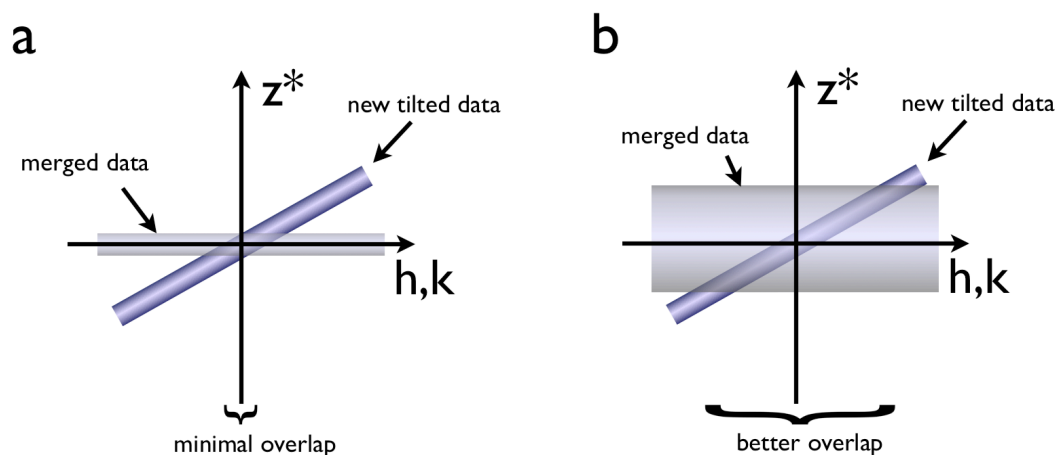 a
z*
new tilted data
merged data
h,k
minimal overlap
b
z*
new tilted data
merged data
h,k
better overlap